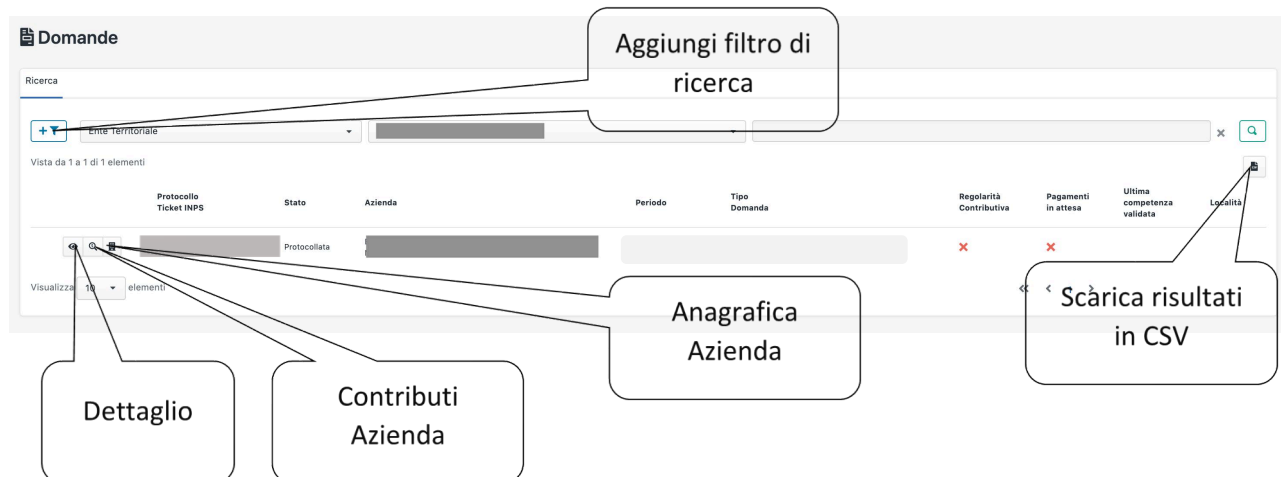 Domande
Aggiungi filtro di
ricerca
Ricerca
Ente Territoriale
Vista da 1 a 1 di 1 elementi
Protocollo
Ticket INPS
Stato
Azienda
Periodo
Tipo
Domanda
Regolarità
Contributiva
Pagamenti
in attesa
Ultima
competenza
validata
Località
Protocollata
Visualizza 10 elementi
« < 1 >
Scarica risultati
in CSV
Anagrafica
Azienda
Contributi
Azienda
Dettaglio